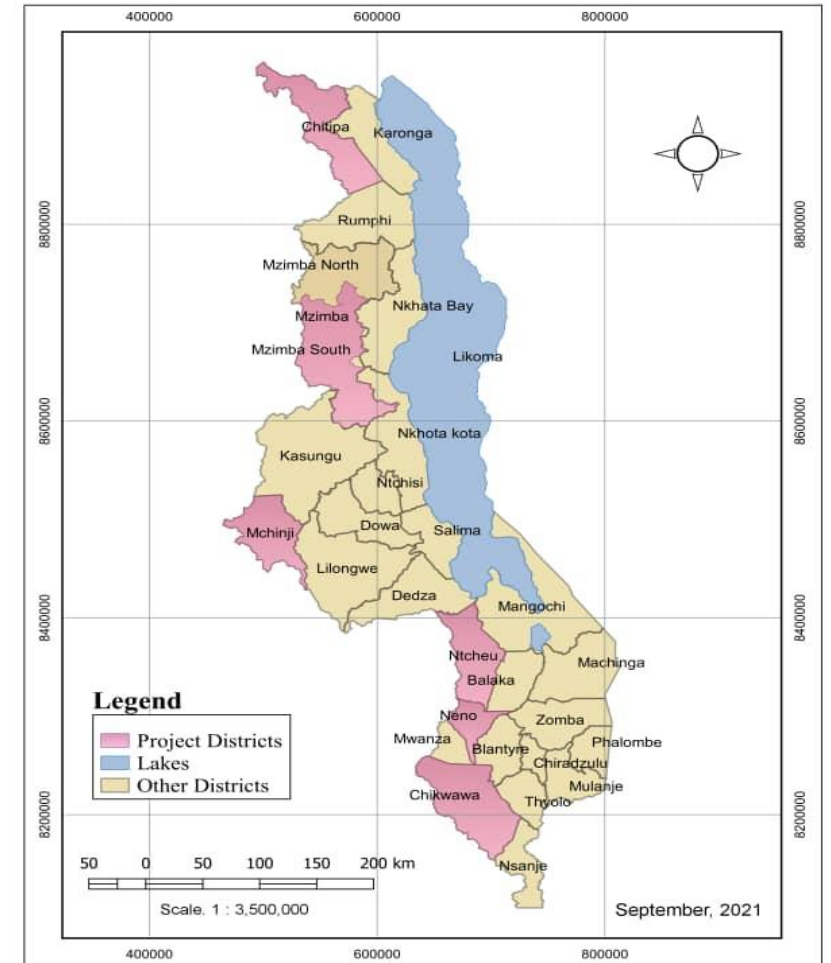 400000 600000 800000
Chitipa
Karonga
8800000 8800000
Rumphi
Mzimba North
Nkhata Bay
Mzimba
Mzimba South
Likoma
8600000 8600000
Nkhota kota
Kasungu
Ntchisi
Dowa
Salima
Mchinji
Lilongwe
Dedza
Mangochi
8400000 8400000
Ntcheu
Machinga
Balaka
Legend
Neno
Zomba
Project Districts
Mwanza
Blantyre
Phalombe
Lakes
Chiradzulu
Other Districts
Chikwawa
Mulanje
Thyolo
8200000 8200000
50 0 50 100 150 200 km
Nsanje
Scale. 1 : 3,500,000
September, 2021
400000 600000 800000